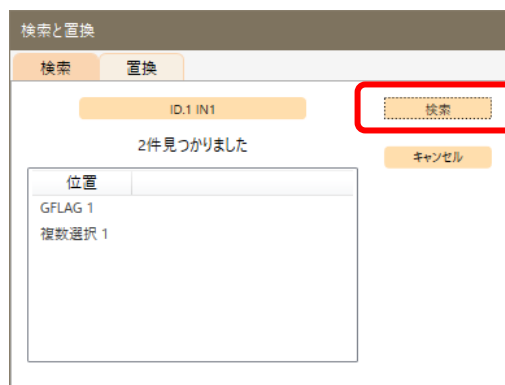 検索と置換
検索 置換
ID.1 IN1
検索
2件見つかりました
キャンセル
位置
GFLAG 1
複数選択 1